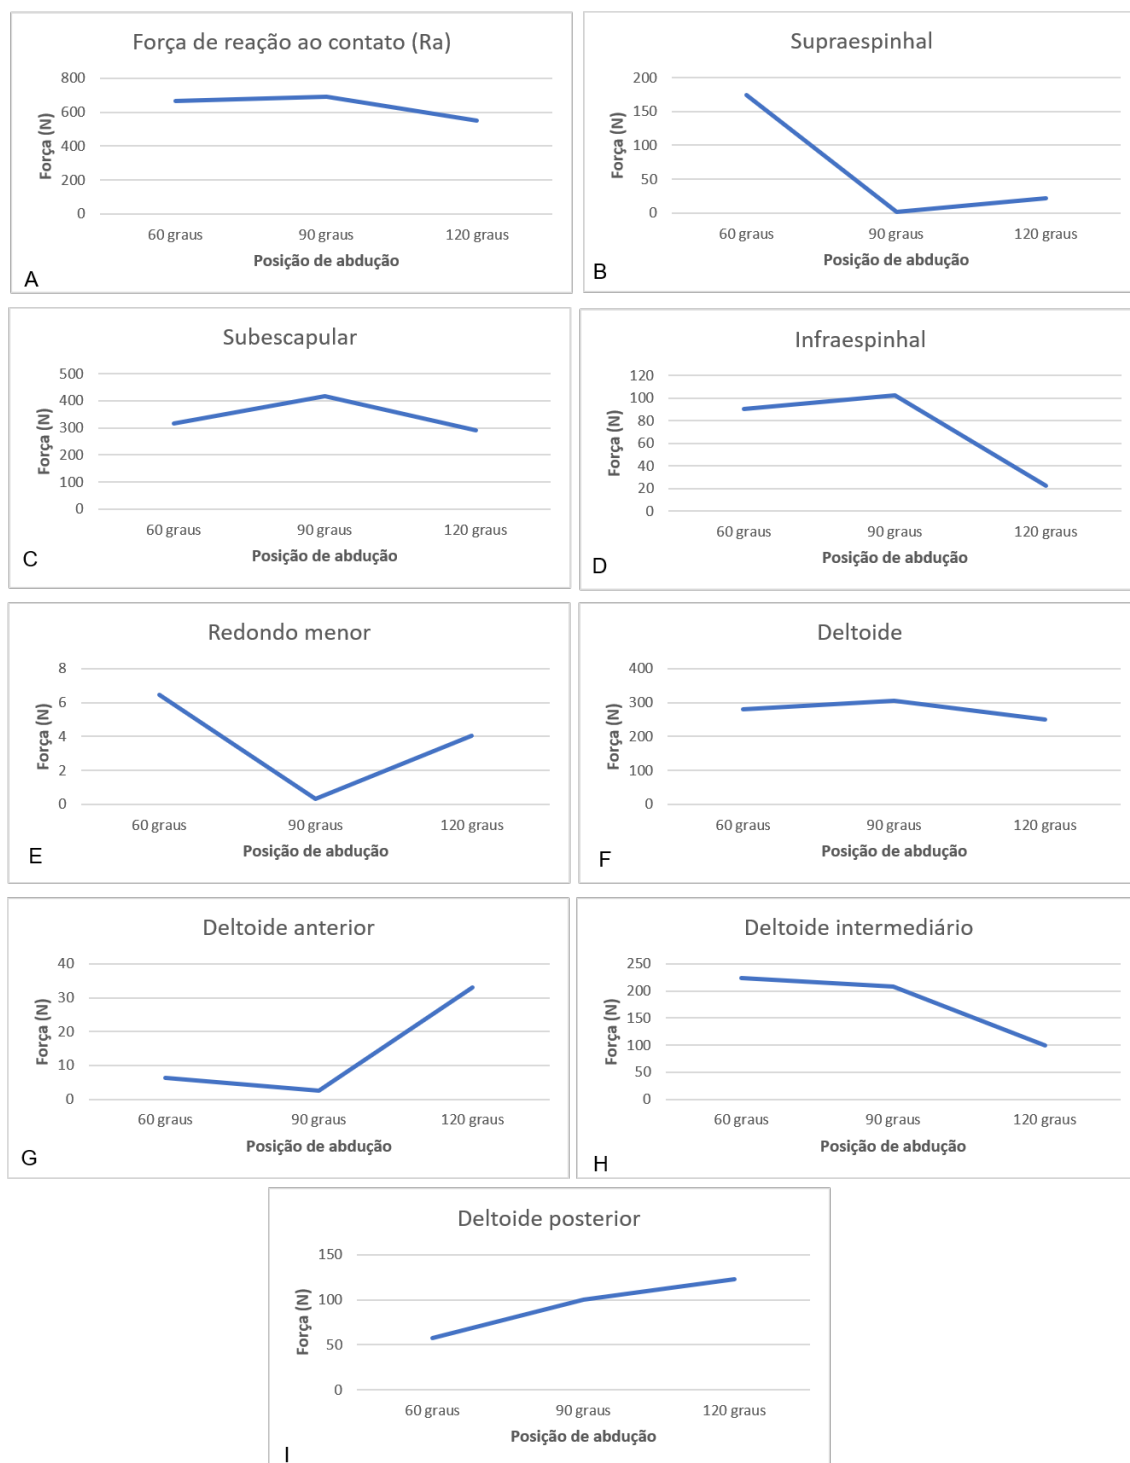 Força de reação ao contato (Ra)
800
600
400
200
0
Força (N)
60 graus 90 graus 120 graus
Posição de abdução
A
Supraespinhal
200
150
100
50
0
Força (N)
60 graus 90 graus 120 graus
Posição de abdução
B
Subescapular
500
400
300
200
100
0
Força (N)
60 graus 90 graus 120 graus
Posição de abdução
C
Infraespinhal
120
100
80
60
40
20
0
Força (N)
60 graus 90 graus 120 graus
Posição de abdução
D
Redondo menor
8
6
4
2
0
Força (N)
60 graus 90 graus 120 graus
Posição de abdução
E
Deltoide
400
300
200
100
0
Força (N)
60 graus 90 graus 120 graus
Posição de abdução
F
Deltoide anterior
40
30
20
10
0
Força (N)
60 graus 90 graus 120 graus
Posição de abdução
G
Deltoide intermediário
250
200
150
100
50
0
Força (N)
60 graus 90 graus 120 graus
Posição de abdução
H
Deltoide posterior
150
100
50
0
Força (N)
60 graus 90 graus 120 graus
Posição de abdução
I